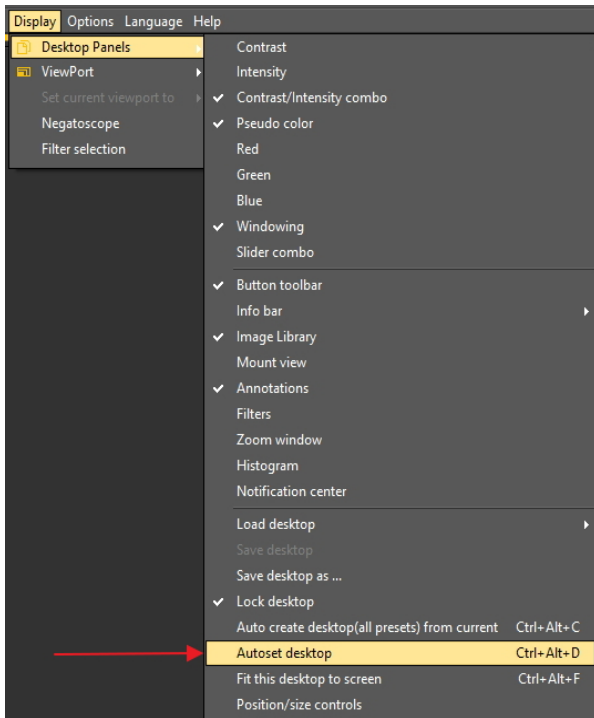 Display Options Language Help
Desktop Panels
ViewPort
Set current viewport to
Negatoscope
Filter selection
Contrast
Intensity
Contrast/Intensity combo
Pseudo color
Red
Green
Blue
Windowing
Slider combo
Button toolbar
Info bar
Image Library
Mount view
Annotations
Filters
Zoom window
Histogram
Notification center
Load desktop
Save desktop
Save desktop as ...
Lock desktop
Auto create desktop(all presets) from current Ctrl+Alt+C
Autoset desktop Ctrl+Alt+D
Fit this desktop to screen Ctrl+Alt+F
Position/size controls